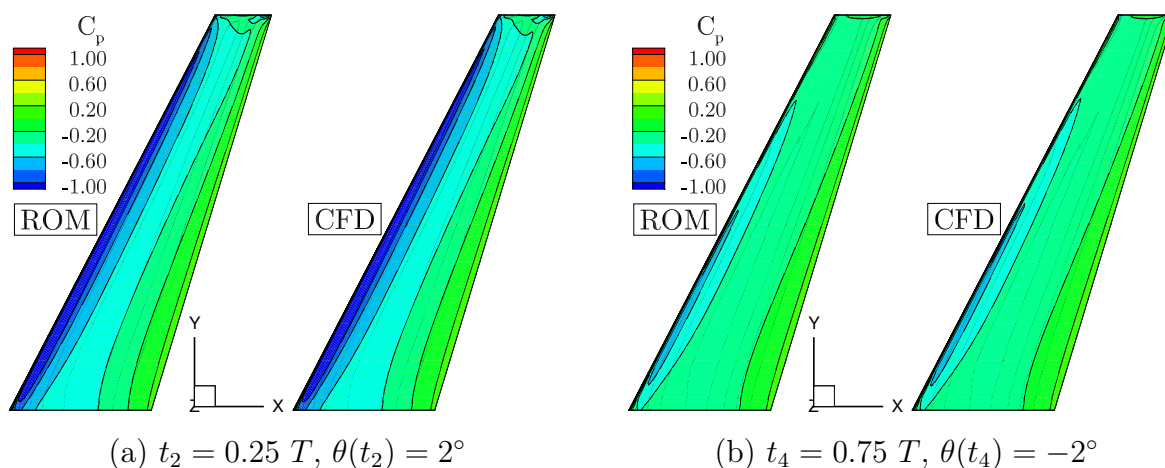 C_p
1.00
0.60
0.20
-0.20
-0.60
-1.00
ROM
CFD
Y
Z
X
(a) t_2 = 0.25 T, θ(t_2) = 2°
C_p
1.00
0.60
0.20
-0.20
-0.60
-1.00
ROM
CFD
Y
Z
X
(b) t_4 = 0.75 T, θ(t_4) = −2°